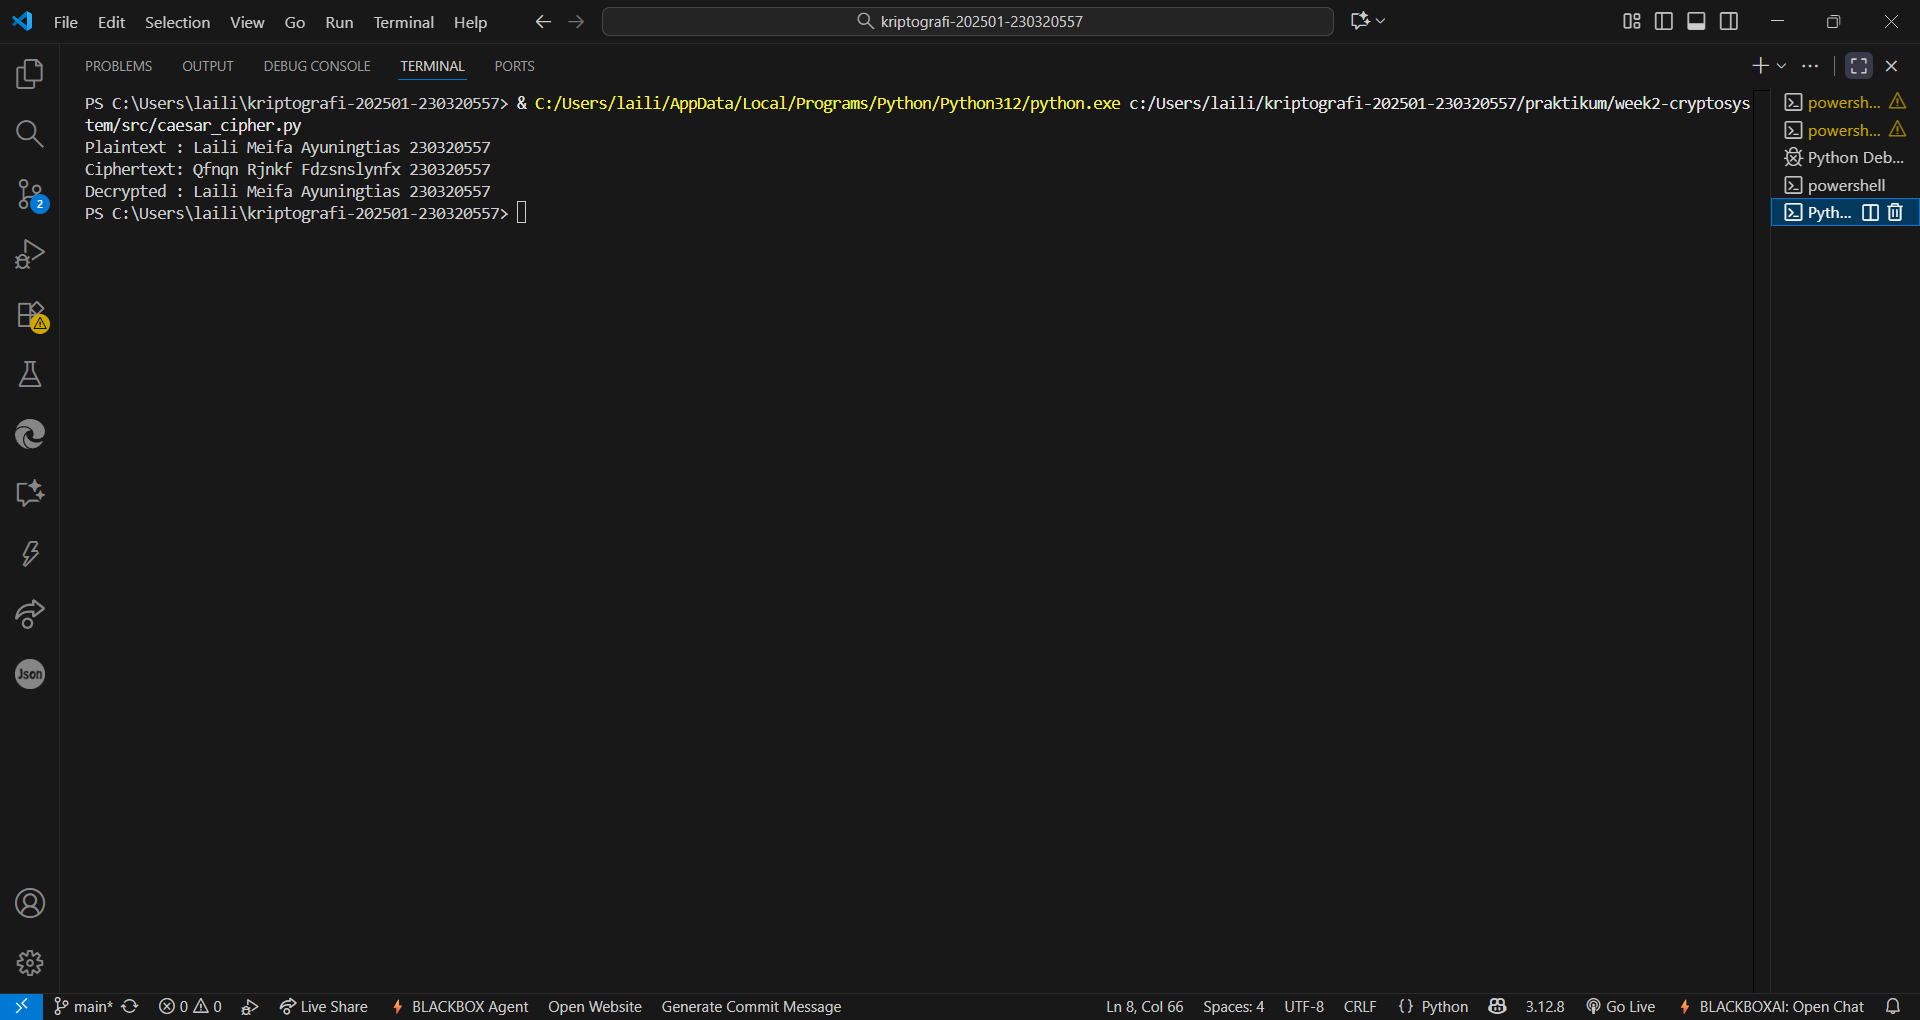 File Edit Selection View Go Run Terminal Help
kriptografi-202501-230320557
PROBLEMS OUTPUT DEBUG CONSOLE TERMINAL PORTS
PS C:\Users\laili\kriptografi-202501-230320557> & C:/Users/laili/AppData/Local/Programs/Python/Python312/python.exe c:/Users/laili/kriptografi-202501-230320557/praktikum/week2-cryptosys
tem/src/caesar_cipher.py
Plaintext : Laili Meifa Ayuningtias 230320557
Ciphertext: Qfnqn Rjnkf Fdzsnslynfx 230320557
Decrypted : Laili Meifa Ayuningtias 230320557
PS C:\Users\laili\kriptografi-202501-230320557>
powersh...
powersh...
Python Deb...
powershell
Pyth...
2
Json
main* 0 0 Live Share BLACKBOX Agent Open Website Generate Commit Message Ln 8, Col 66 Spaces: 4 UTF-8 CRLF {} Python 3.12.8 Go Live BLACKBOXAI: Open Chat